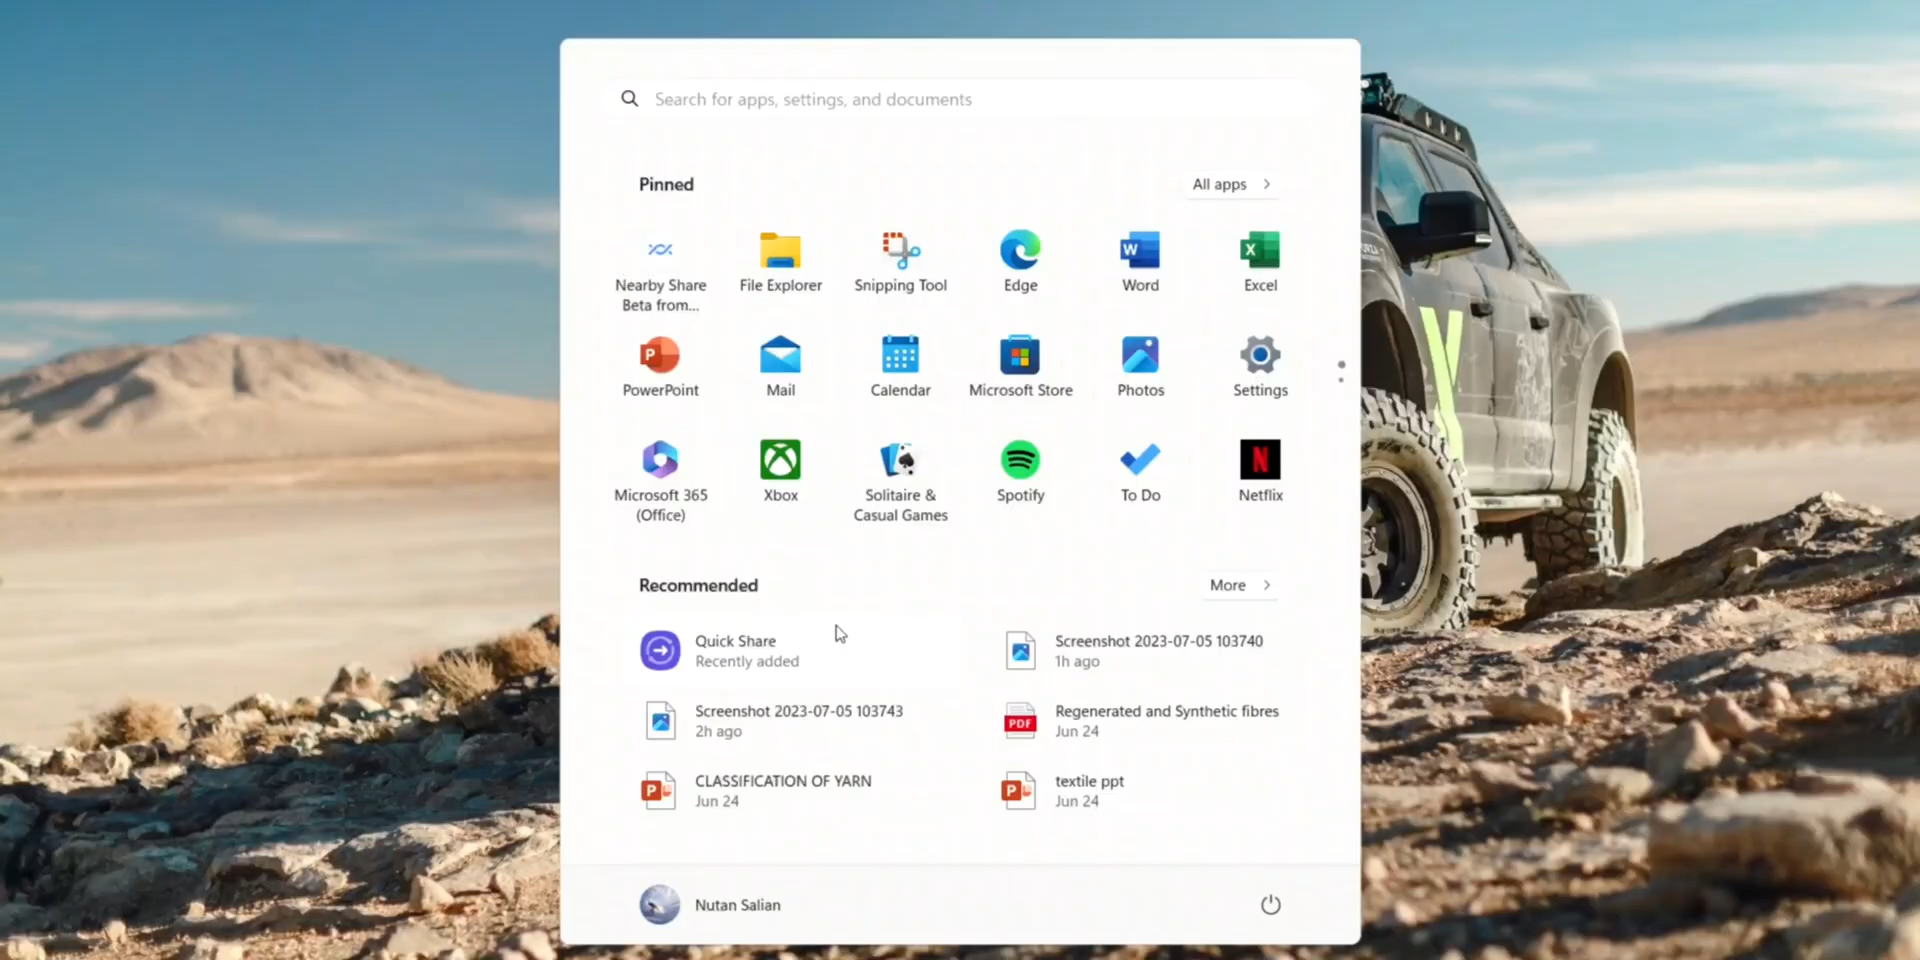 Search for apps, settings, and documents
Pinned
All apps
Nearby Share
Beta from...
File Explorer
Snipping Tool
Edge
Word
Excel
PowerPoint
Mail
Calendar
Microsoft Store
Photos
Settings
Microsoft 365
(Office)
Xbox
Solitaire &
Casual Games
Spotify
To Do
Netflix
Recommended
More
Quick Share
Recently added
Screenshot 2023-07-05 103740
1h ago
Screenshot 2023-07-05 103743
2h ago
PDF
Regenerated and Synthetic fibres
Jun 24
CLASSIFICATION OF YARN
Jun 24
textile ppt
Jun 24
Nutan Salian